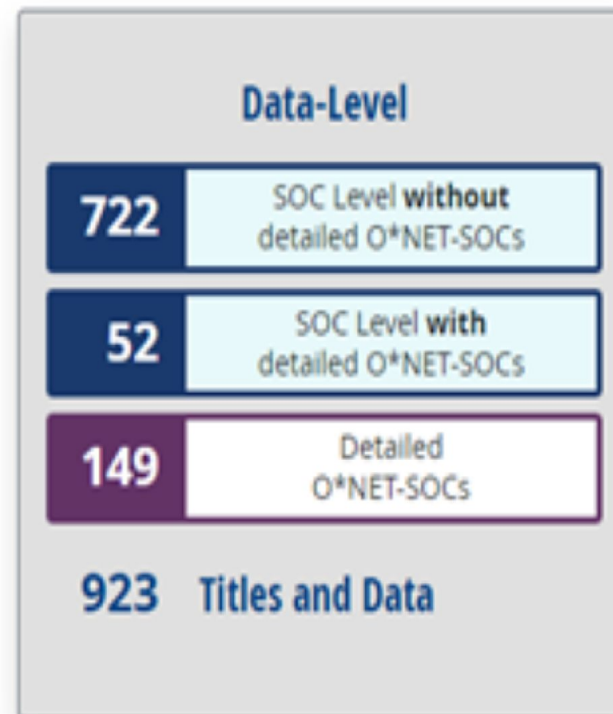 Data-Level
722
SOC Level without
detailed O*NET-SOCs
52
SOC Level with
detailed O*NET-SOCs
149
Detailed
O*NET-SOCs
923 Titles and Data